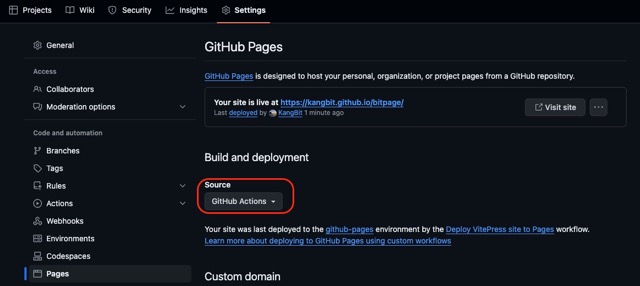 Projects Wiki Security Insights Settings
General
Access
Collaborators
Moderation options
Code and automation
Branches
Tags
Rules
Actions
Webhooks
Environments
Codespaces
Pages
GitHub Pages
GitHub Pages is designed to host your personal, organization, or project pages from a GitHub repository.
Your site is live at https://kangbit.github.io/bitpage/
Last deployed by KangBit 1 minute ago
Visit site
Build and deployment
Source
GitHub Actions
Your site was last deployed to the github-pages environment by the Deploy VitePress site to Pages workflow.
Learn more about deploying to GitHub Pages using custom workflows
Custom domain